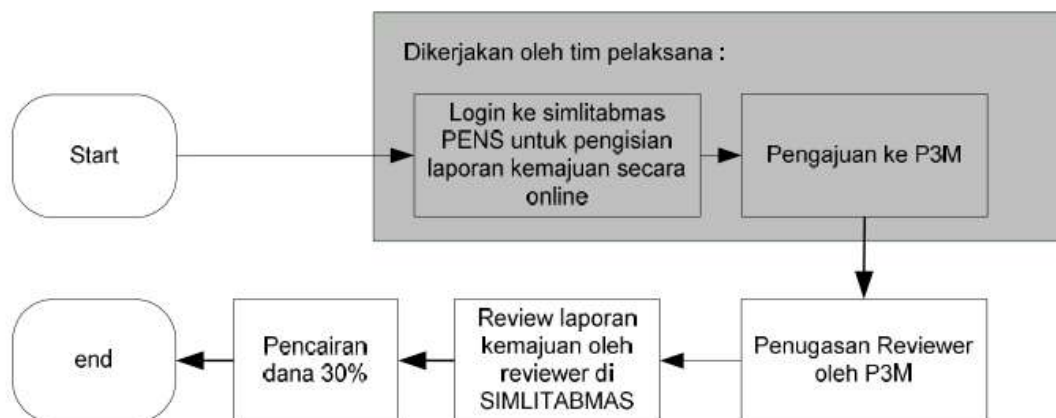 Dikerjakan oleh tim pelaksana :
Start
Login ke simlitabmas
PENS untuk pengisian
laporan kemajuan secara
online
Pengajuan ke P3M
Penugasan Reviewer
oleh P3M
Review laporan
kemajuan oleh
reviewer di
SIMLITABMAS
Pencairan
dana 30%
end